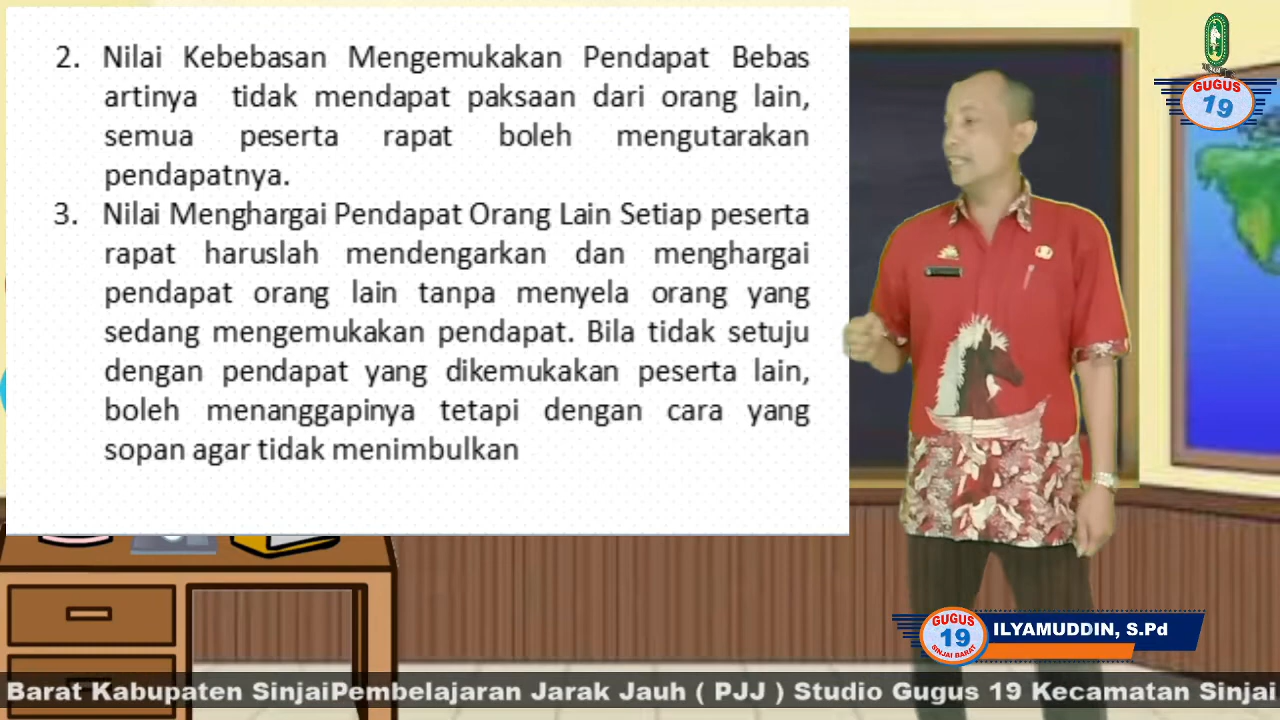 2. Nilai Kebebasan Mengemukakan Pendapat Bebas
artinya tidak mendapat paksaan dari orang lain,
semua peserta rapat boleh mengutarakan
pendapatnya.
3. Nilai Menghargai Pendapat Orang Lain Setiap peserta
rapat haruslah mendengarkan dan menghargai
pendapat orang lain tanpa menyela orang yang
sedang mengemukakan pendapat. Bila tidak setuju
dengan pendapat yang dikemukakan peserta lain,
boleh menanggapinya tetapi dengan cara yang
sopan agar tidak menimbulkan
GUGUS
19
GUGUS
19
SINJAI BARAT
ILYAMUDDIN, S.Pd
Barat Kabupaten SinjaiPembelajaran Jarak Jauh ( PJJ ) Studio Gugus 19 Kecamatan Sinjai